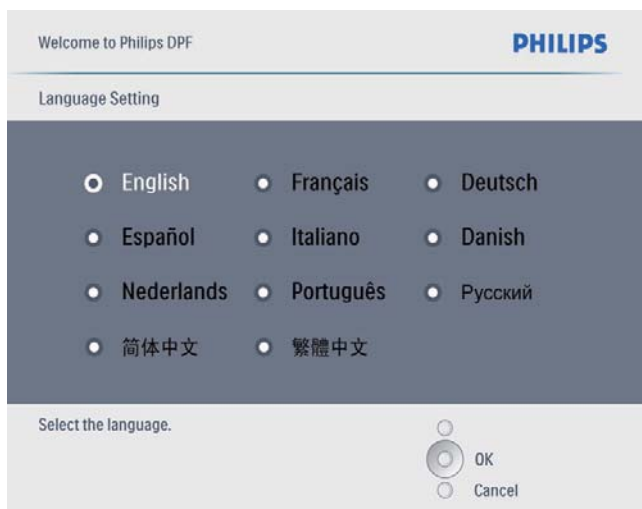 Welcome to Philips DPF PHILIPS
Language Setting
English Français Deutsch
Español Italiano Danish
Nederlands Português Русский
简体中文 繁體中文
Select the language.
OK
Cancel